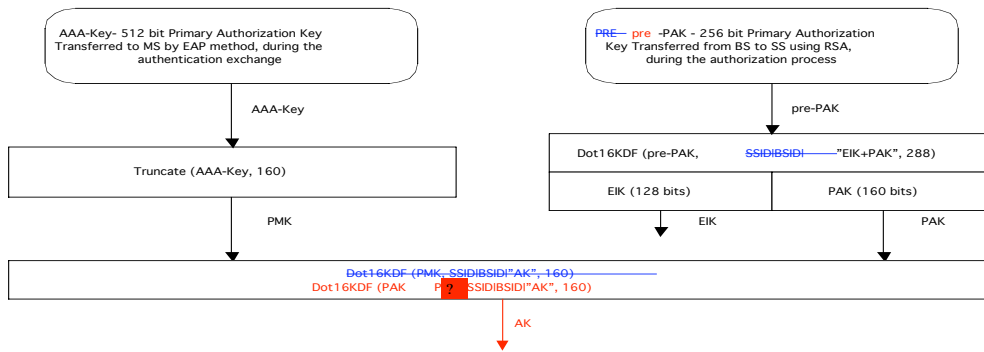 AAA-Key- 512 bit Primary Authorization Key
Transferred to MS by EAP method, during the
authentication exchange
PRE pre -PAK - 256 bit Primary Authorization
Key Transferred from BS to SS using RSA,
during the authorization process
AAA-Key
pre-PAK
Truncate (AAA-Key, 160)
Dot16KDF (pre-PAK, SSIDIBSIDI "EIK+PAK", 288)
EIK (128 bits)
PAK (160 bits)
PMK
EIK
PAK
Dot16KDF (PMK, SSIDIBSIDI"AK", 160)
Dot16KDF (PAK ? SSIDIBSIDI"AK", 160)
AK